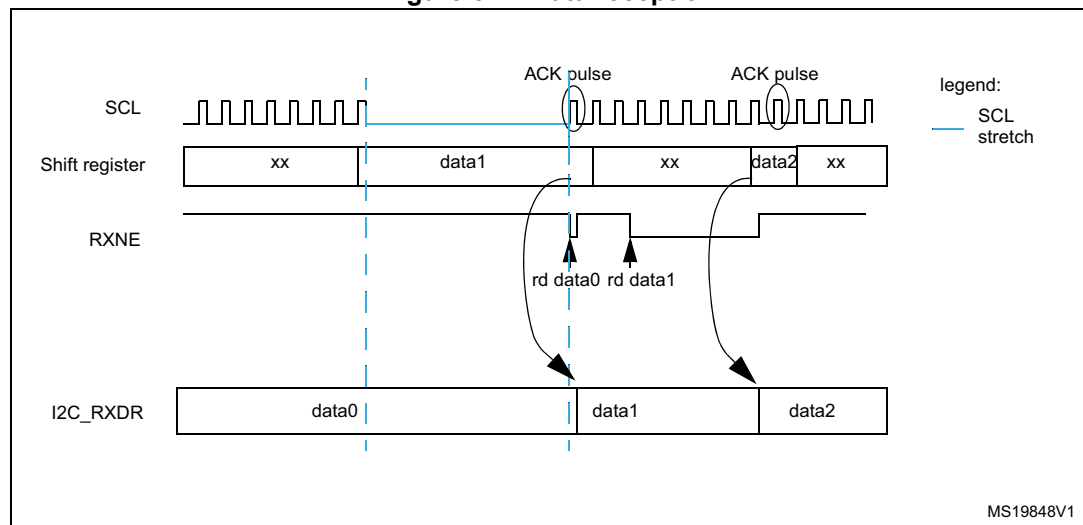 ACK pulse ACK pulse
legend:
SCL
SCL
stretch
Shift register xx data1 xx data2 xx
RXNE
rd data0 rd data1
I2C_RXDR data0 data1 data2
MS19848V1